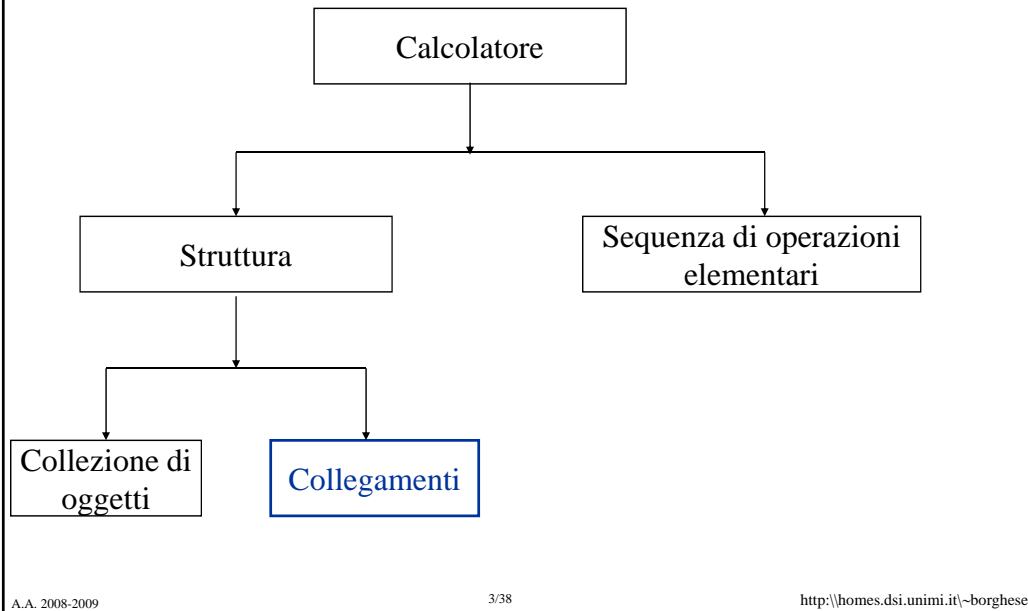 Calcolatore
Struttura
Sequenza di operazioni
elementari
Collezione di
oggetti
Collegamenti
A.A. 2008-2009
3/38
http:\\homes.dsi.unimi.it\~borghese